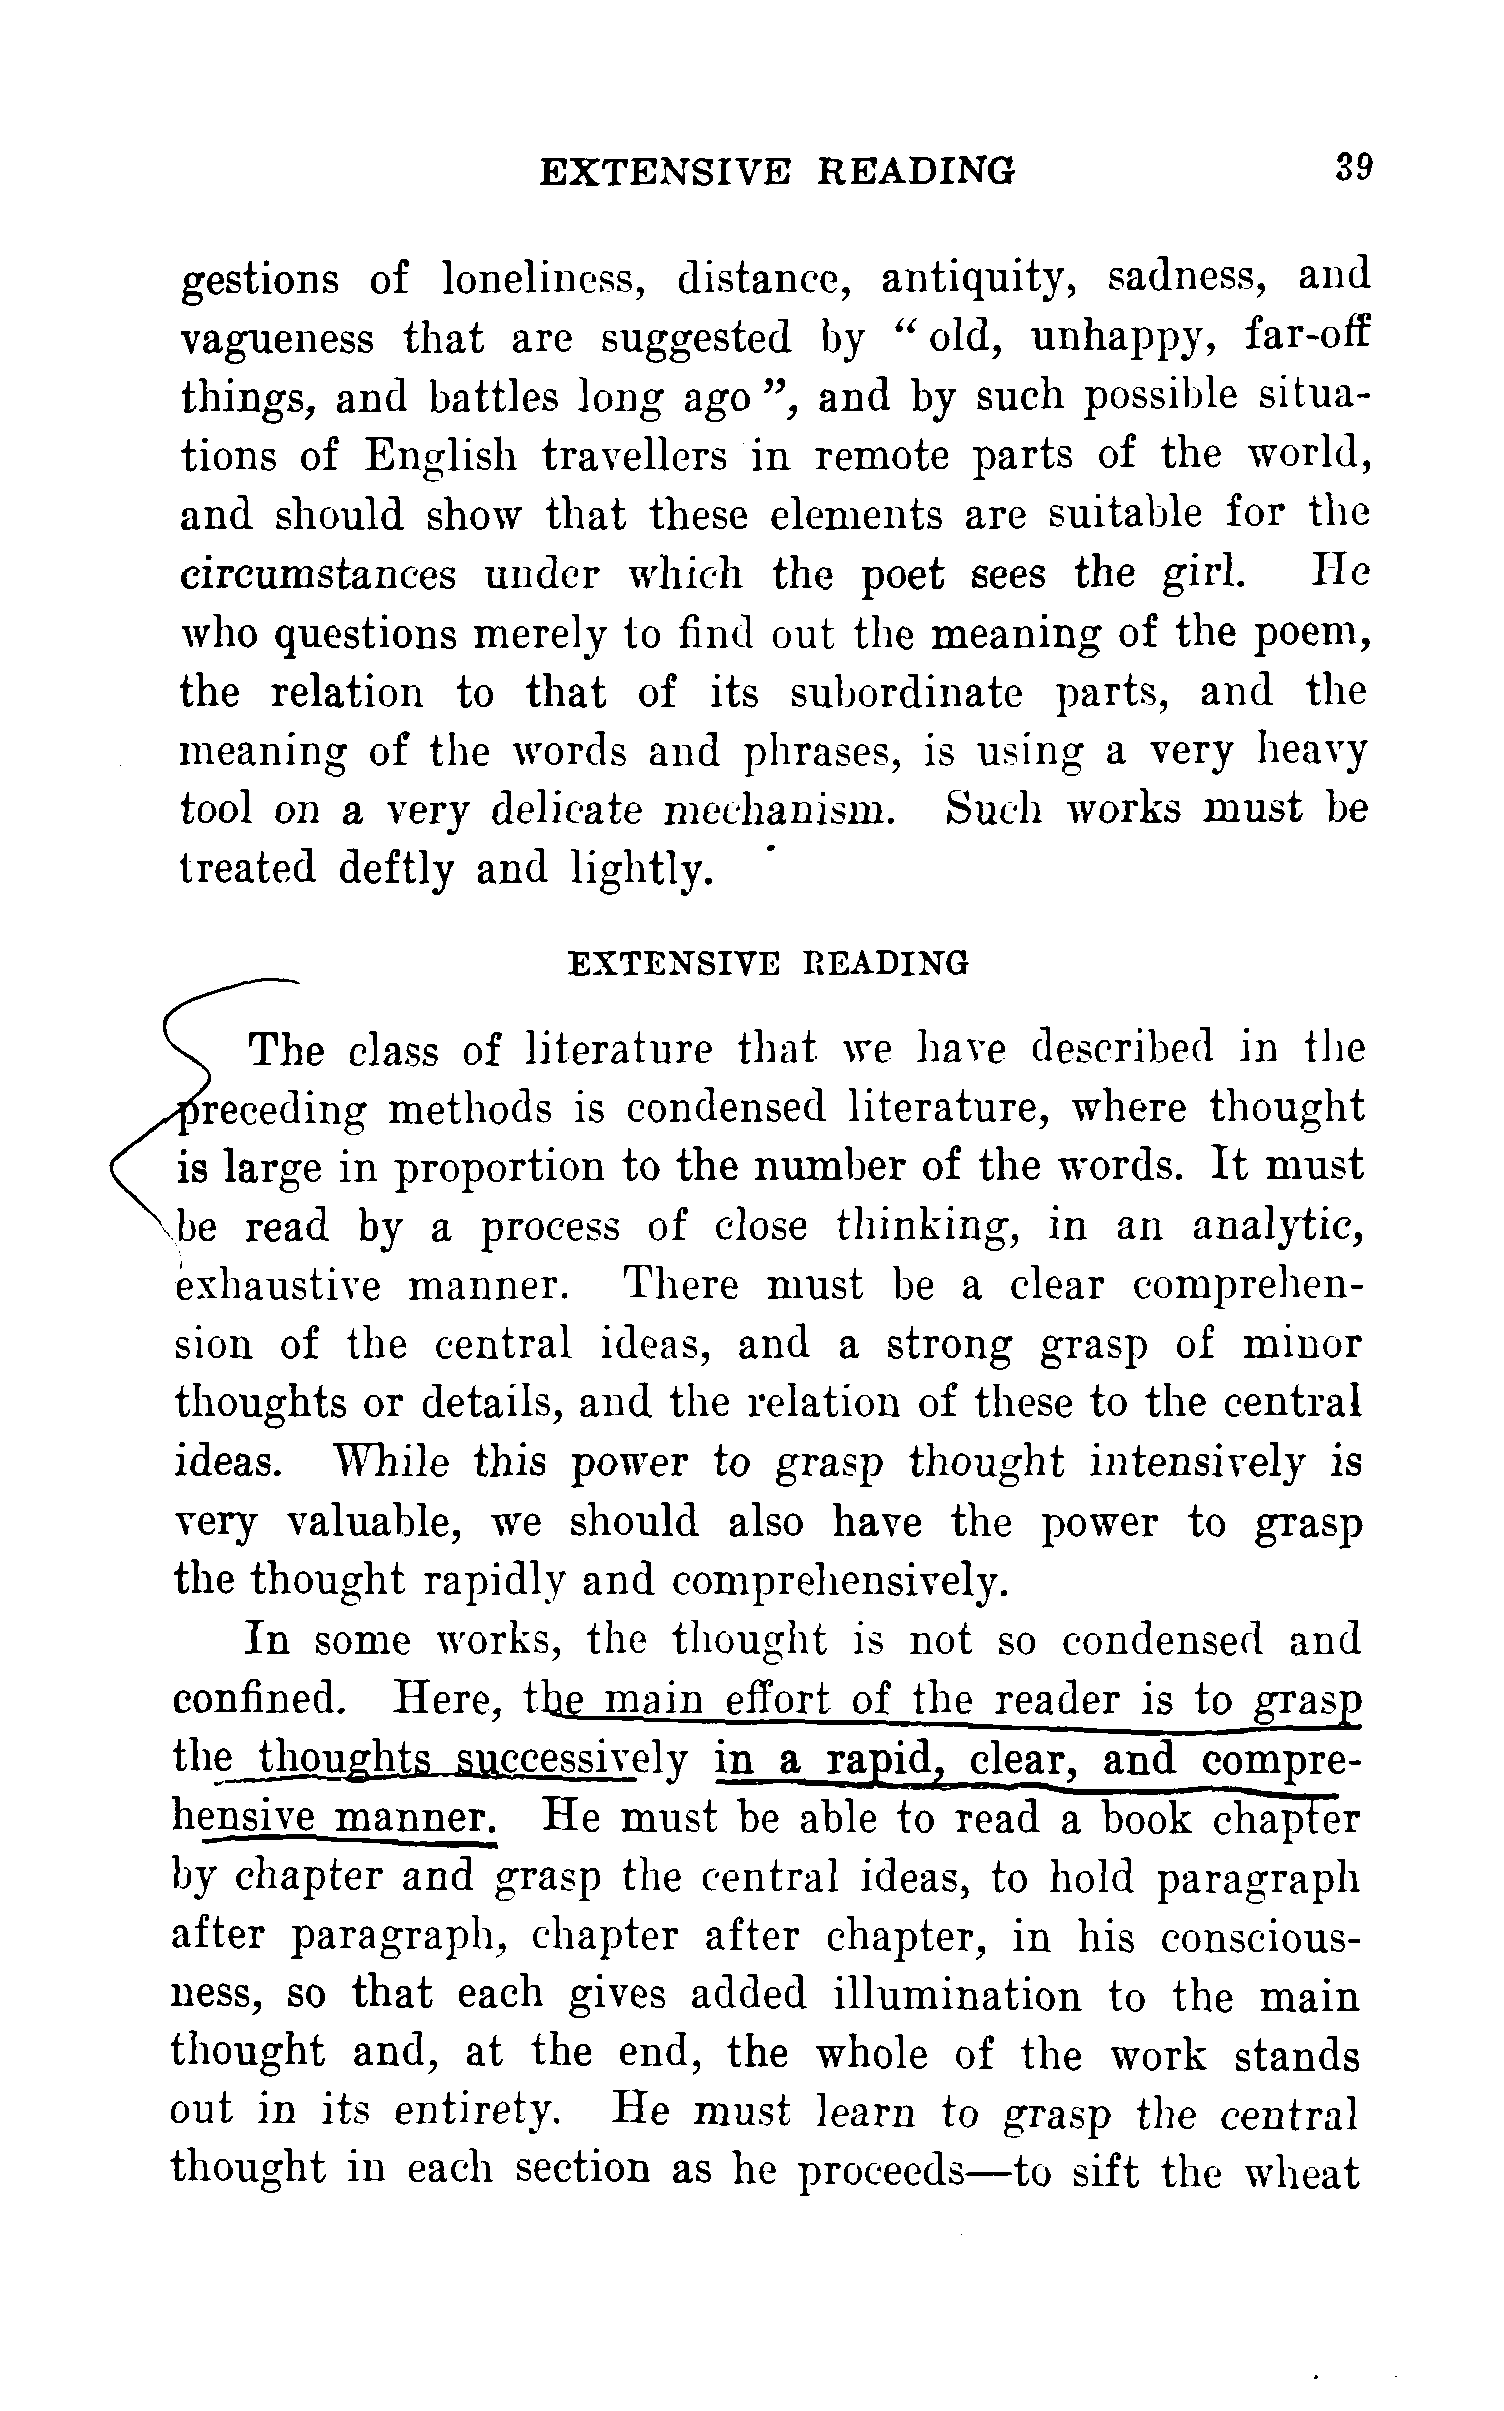 EXTENSIVE READING 39
gestions of loneliness, distance, antiquity, sadness, and
vagueness that are suggested by “ old, unhappy, far-off
things, and battles long ago ”, and by such possible situa-
tions of English travellers in remote parts of the world,
and should show that these elements are suitable for the
circumstances under which the poet sees the girl. He
who questions merely to find out the meaning of the poem,
the relation to that of its subordinate parts, and the
meaning of the words and phrases, is using a very heavy
tool on a very delicate mechanism. Such works must be
treated deftly and lightly.
EXTENSIVE READING
The class of literature that we have described in the
preceding methods is condensed literature, where thought
is large in proportion to the number of the words. It must
be read by a process of close thinking, in an analytic,
exhaustive manner. There must be a clear comprehen-
sion of the central ideas, and a strong grasp of minor
thoughts or details, and the relation of these to the central
ideas. While this power to grasp thought intensively is
very valuable, we should also have the power to grasp
the thought rapidly and comprehensively.
In some works, the thought is not so condensed and
confined. Here, the main effort of the reader is to grasp
the thoughts successively in a rapid, clear, and compre-
hensive manner. He must be able to read a book chapter
by chapter and grasp the central ideas, to hold paragraph
after paragraph, chapter after chapter, in his conscious-
ness, so that each gives added illumination to the main
thought and, at the end, the whole of the work stands
out in its entirety. He must learn to grasp the central
thought in each section as he proceeds—to sift the wheat